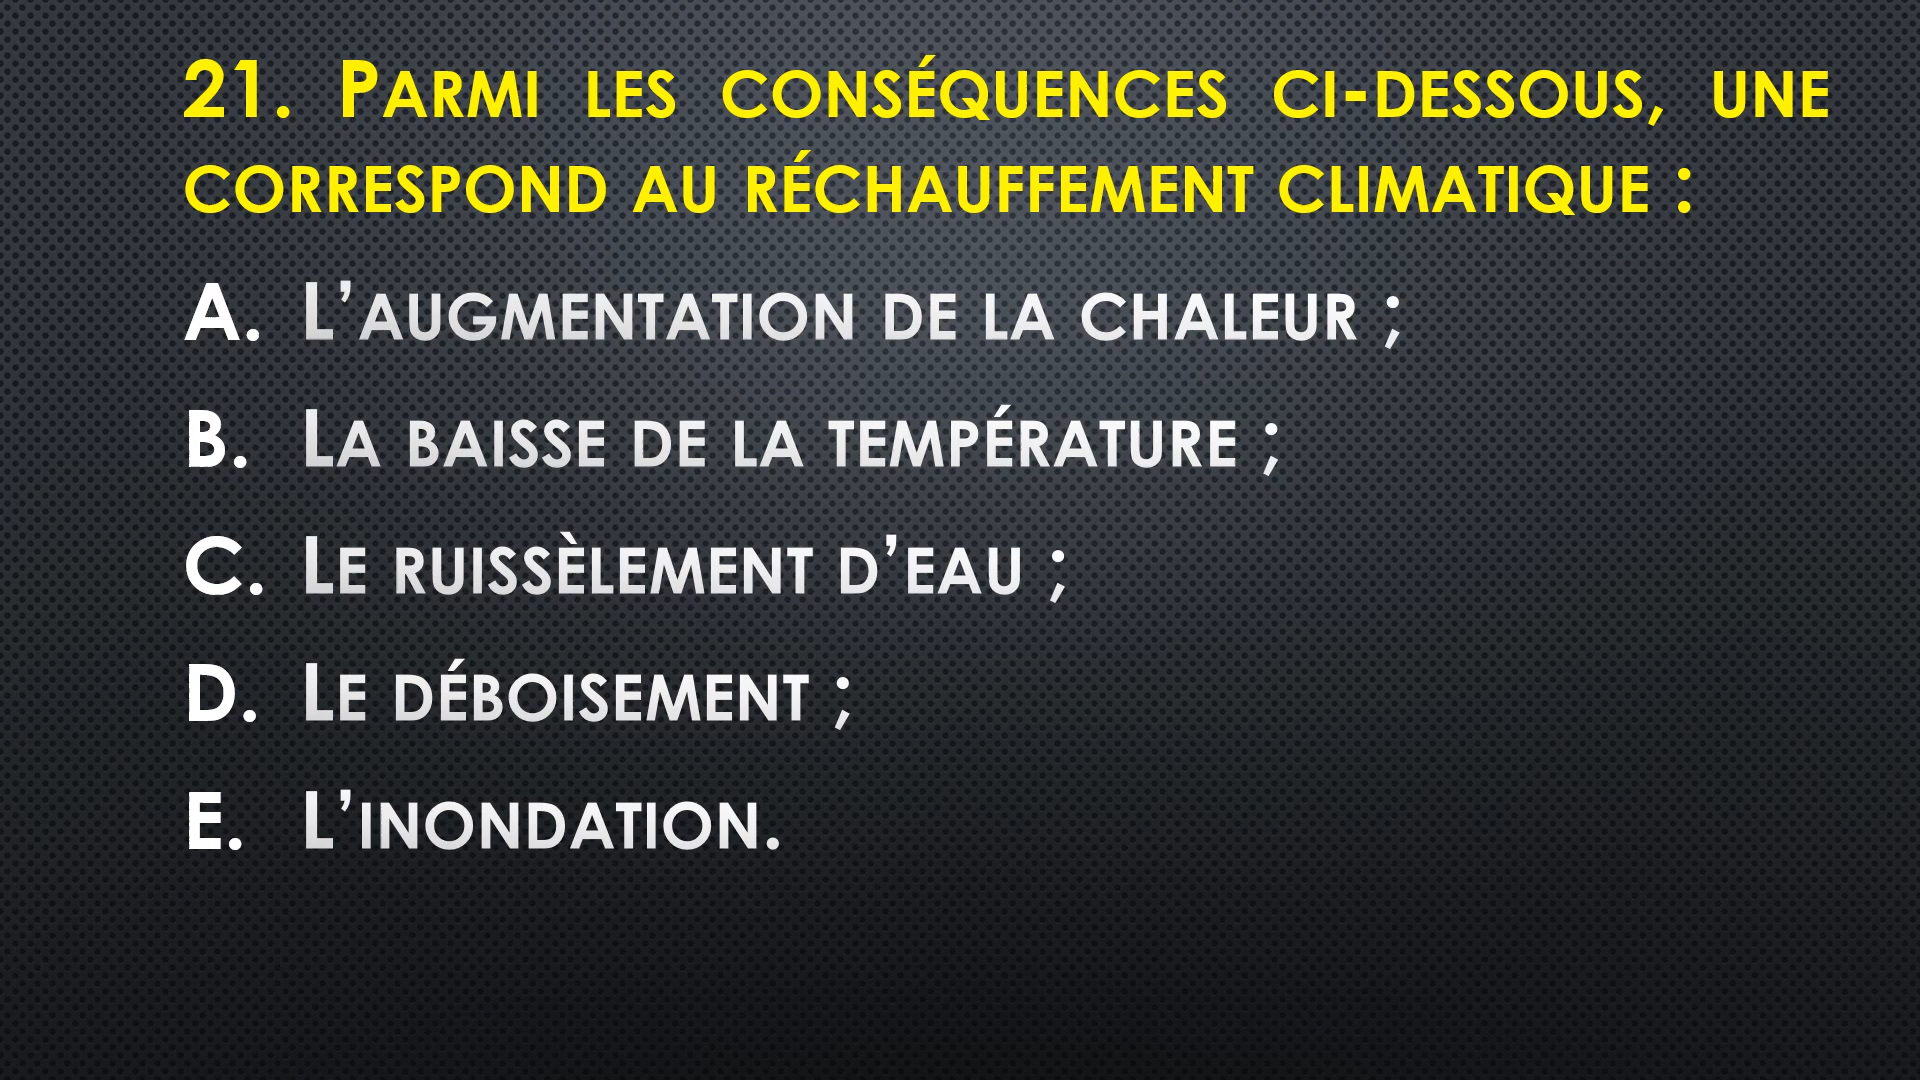 21. Parmi les conséquences ci-dessous, une
correspond au réchauffement climatique :
A. L’augmentation de la chaleur ;
B. La baisse de la température ;
C. Le ruissèlement d’eau ;
D. Le déboisement ;
E. L’inondation.